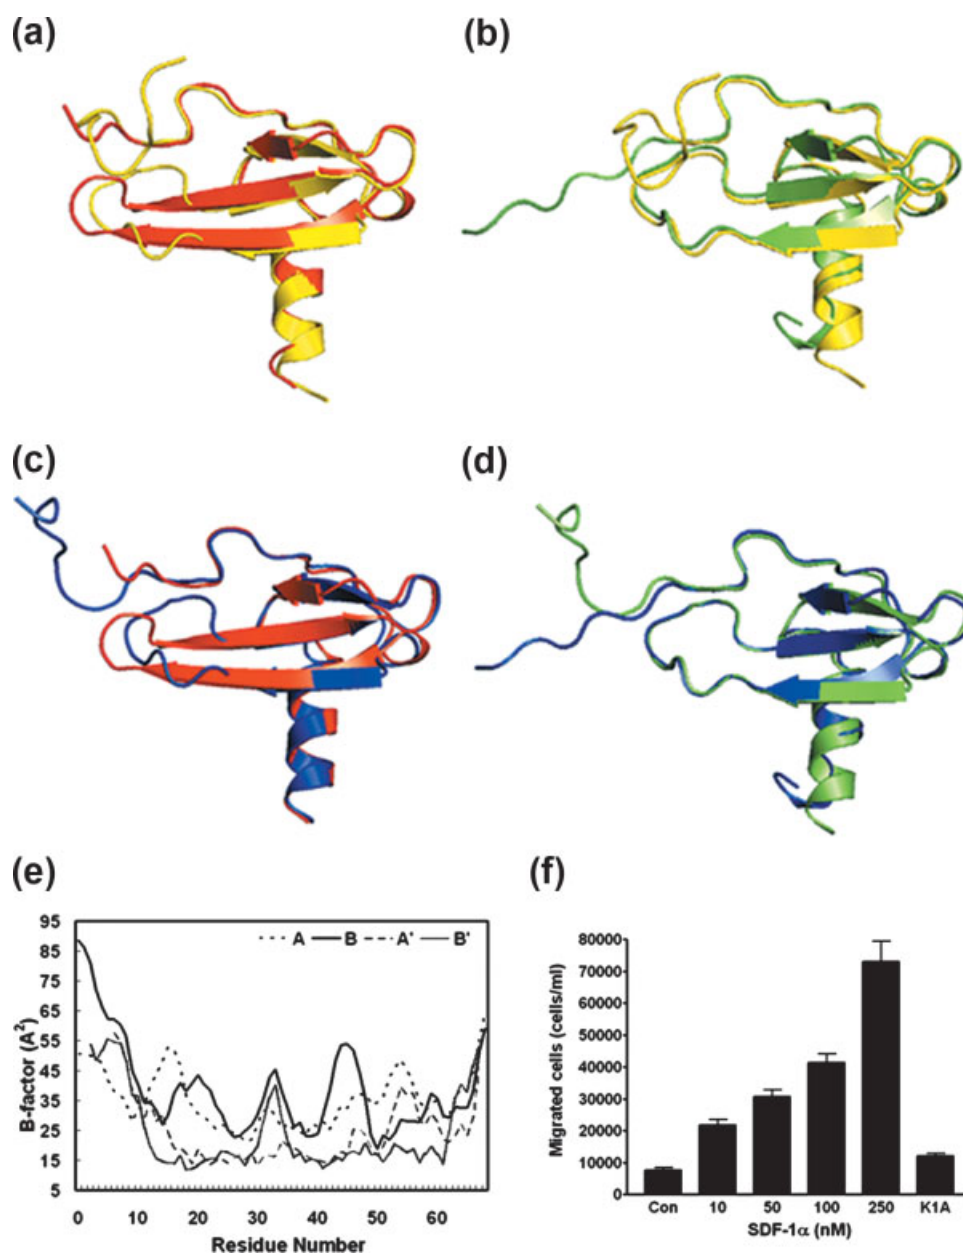 (a)
(b)
(c)
(d)
(e)
(f)
95
85
75
65
55
45
35
25
15
5
B-factor (A²)
A B A' B'
0 10 20 30 40 50 60
Residue Number
80000
70000
60000
50000
40000
30000
20000
10000
0
Migrated cells (cells/ml)
Con 10 50 100 250 K1A
SDF-1α (nM)